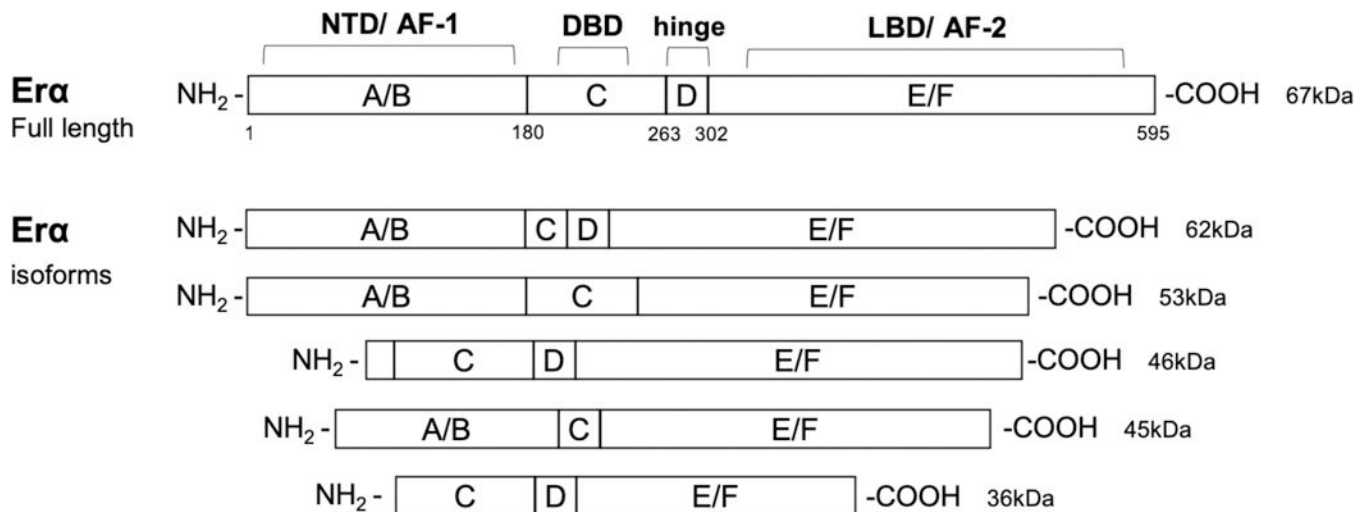 NTD/ AF-1 DBD hinge LBD/ AF-2
Erα NH2 - A/B C D E/F -COOH 67kDa
Full length
1 180 263 302 595
Erα NH2 - A/B C D E/F -COOH 62kDa
isoforms
NH2 - A/B C E/F -COOH 53kDa
NH2 - C D E/F -COOH 46kDa
NH2 - A/B C E/F -COOH 45kDa
NH2 - C D E/F -COOH 36kDa